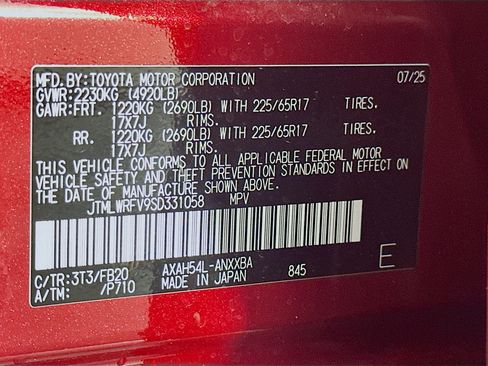 MFD.BY:TOYOTA MOTOR CORPORATION 07/25
GVWR:2230KG (4920LB)
GAWR:FRT. 1220KG (2690LB) WITH 225/65R17 TIRES.
17X7J RIMS.
RR. 1220KG (2690LB) WITH 225/65R17 TIRES.
17X7J RIMS.
THIS VEHICLE CONFORMS TO ALL APPLICABLE FEDERAL MOTOR
VEHICLE SAFETY AND THEFT PREVENTION STANDARDS IN EFFECT ON
THE DATE OF MANUFACTURE SHOWN ABOVE.
JTMLWRFV9SD331058 MPV
C/TR:3T3/FB20 AXAH54L-ANXXBA
A/TM: /P710 MADE IN JAPAN 845
E